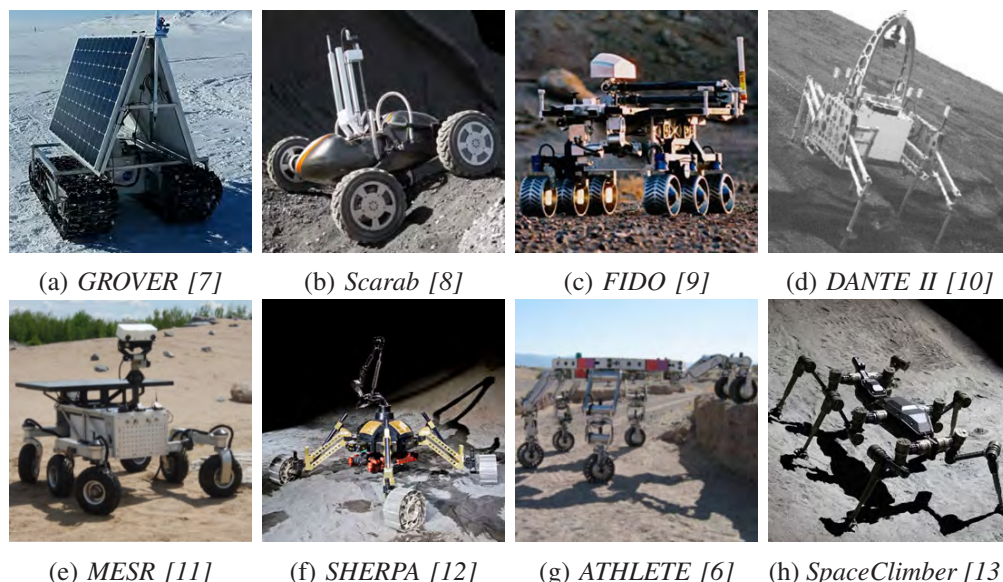 (a) GROVER [7]
(b) Scarab [8]
(c) FIDO [9]
(d) DANTE II [10]
(e) MESR [11]
(f) SHERPA [12]
(g) ATHLETE [6]
(h) SpaceClimber [13